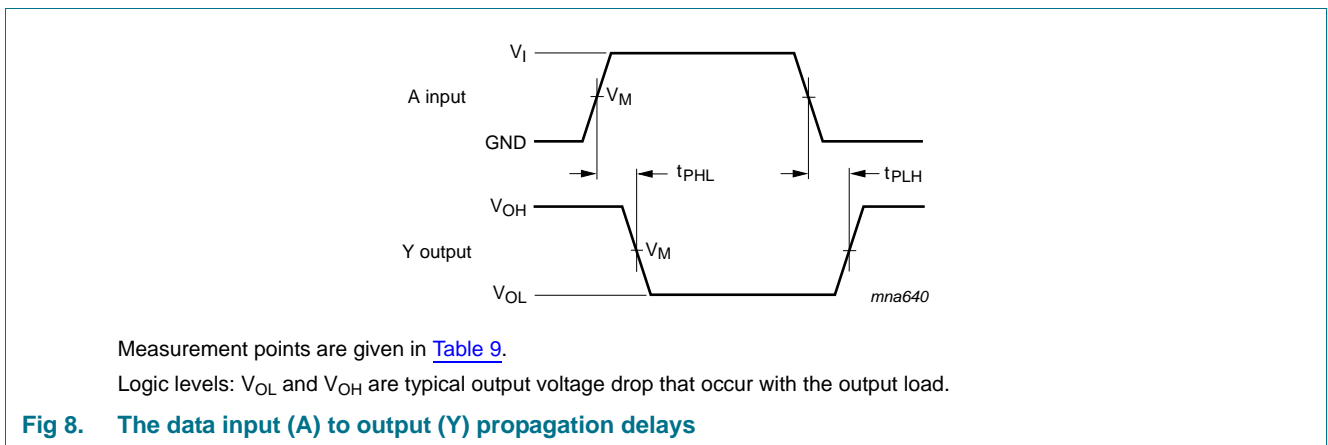 V_I
A input
V_M
GND
t_PHL
t_PLH
V_OH
Y output
V_M
V_OL
mna640
Measurement points are given in Table 9.
Logic levels: V_OL and V_OH are typical output voltage drop that occur with the output load.
Fig 8. The data input (A) to output (Y) propagation delays